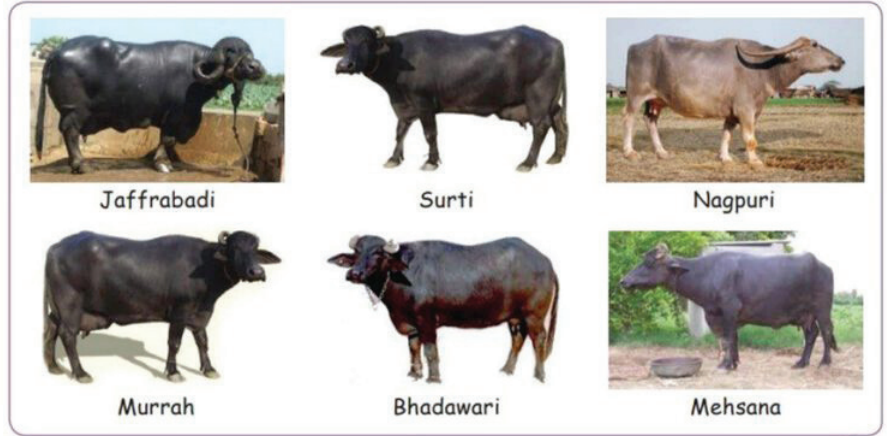 Jaffrabadi
Surti
Nagpuri
Murrah
Bhadawari
Mehsana